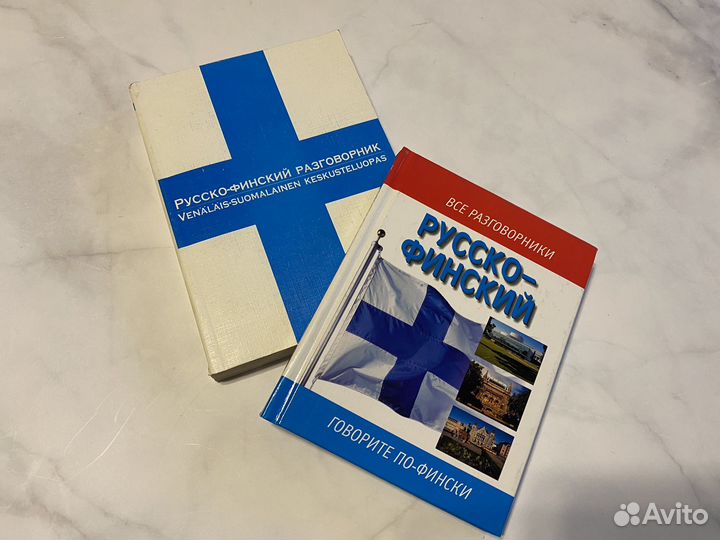 Русско-финский разговорник
Venäläis-suomalainen keskusteluopas
ВСЕ РАЗГОВОРНИКИ
РУССКО-
ФИНСКИЙ
ГОВОРИТЕ ПО-ФИНСКИ
Avito